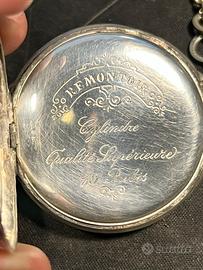 REMONTOIR
Cylindre
Qualité Supérieure
10 Rubis
subito